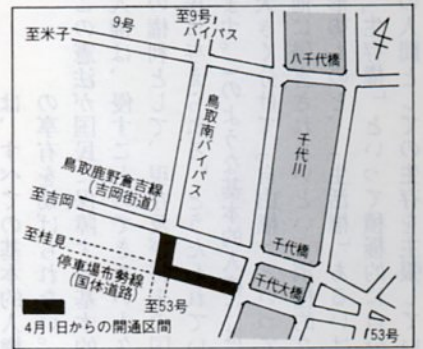 至9号
バイパス
9号
至米子
八千代橋
鳥取南バイパス
千代川
鳥取鹿野倉吉線
(吉岡街道)
至吉岡
千代橋
至桂見
停車場布勢線
(国体道路)
至53号
千代大橋
4月1日からの開通区間
53号